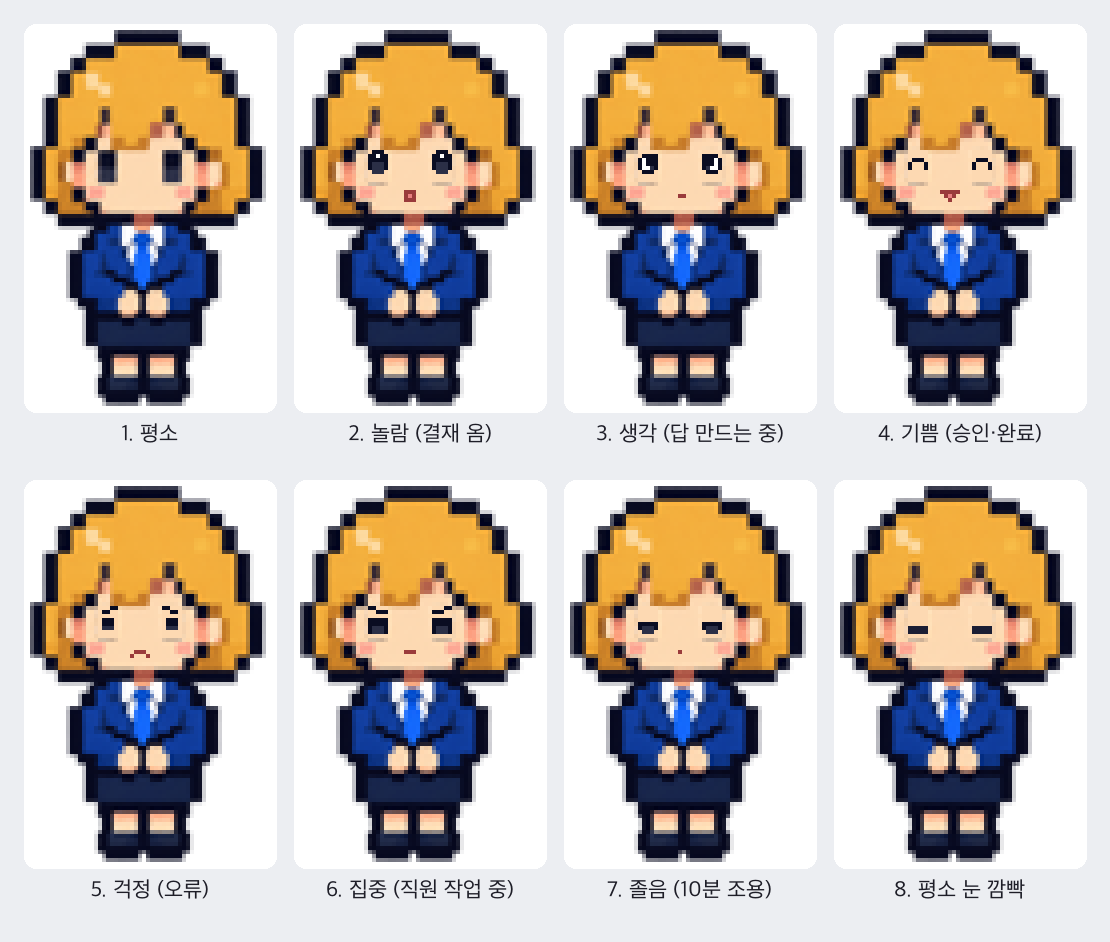 1. 평소
2. 놀람 (결재 옴)
3. 생각 (답 만드는 중)
4. 기쁨 (승인·완료)
5. 걱정 (오류)
6. 집중 (직원 작업 중)
7. 졸음 (10분 조용)
8. 평소 눈 깜빡